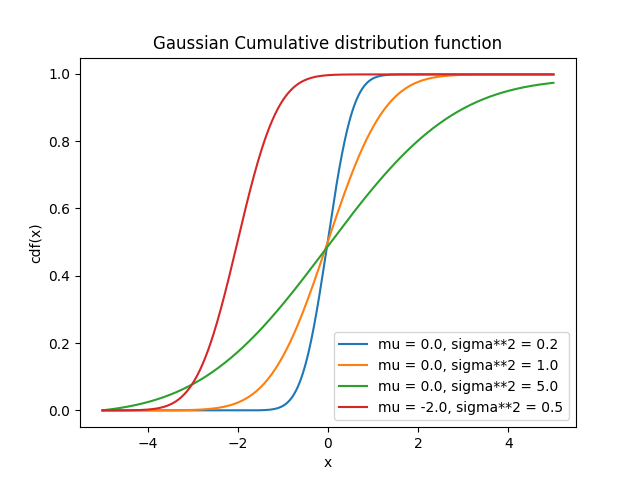 Gaussian Cumulative distribution function
1.0
0.8
0.6
0.4
0.2
0.0
cdf(x)
mu = 0.0, sigma**2 = 0.2
mu = 0.0, sigma**2 = 1.0
mu = 0.0, sigma**2 = 5.0
mu = -2.0, sigma**2 = 0.5
−4 −2 0 2 4
x